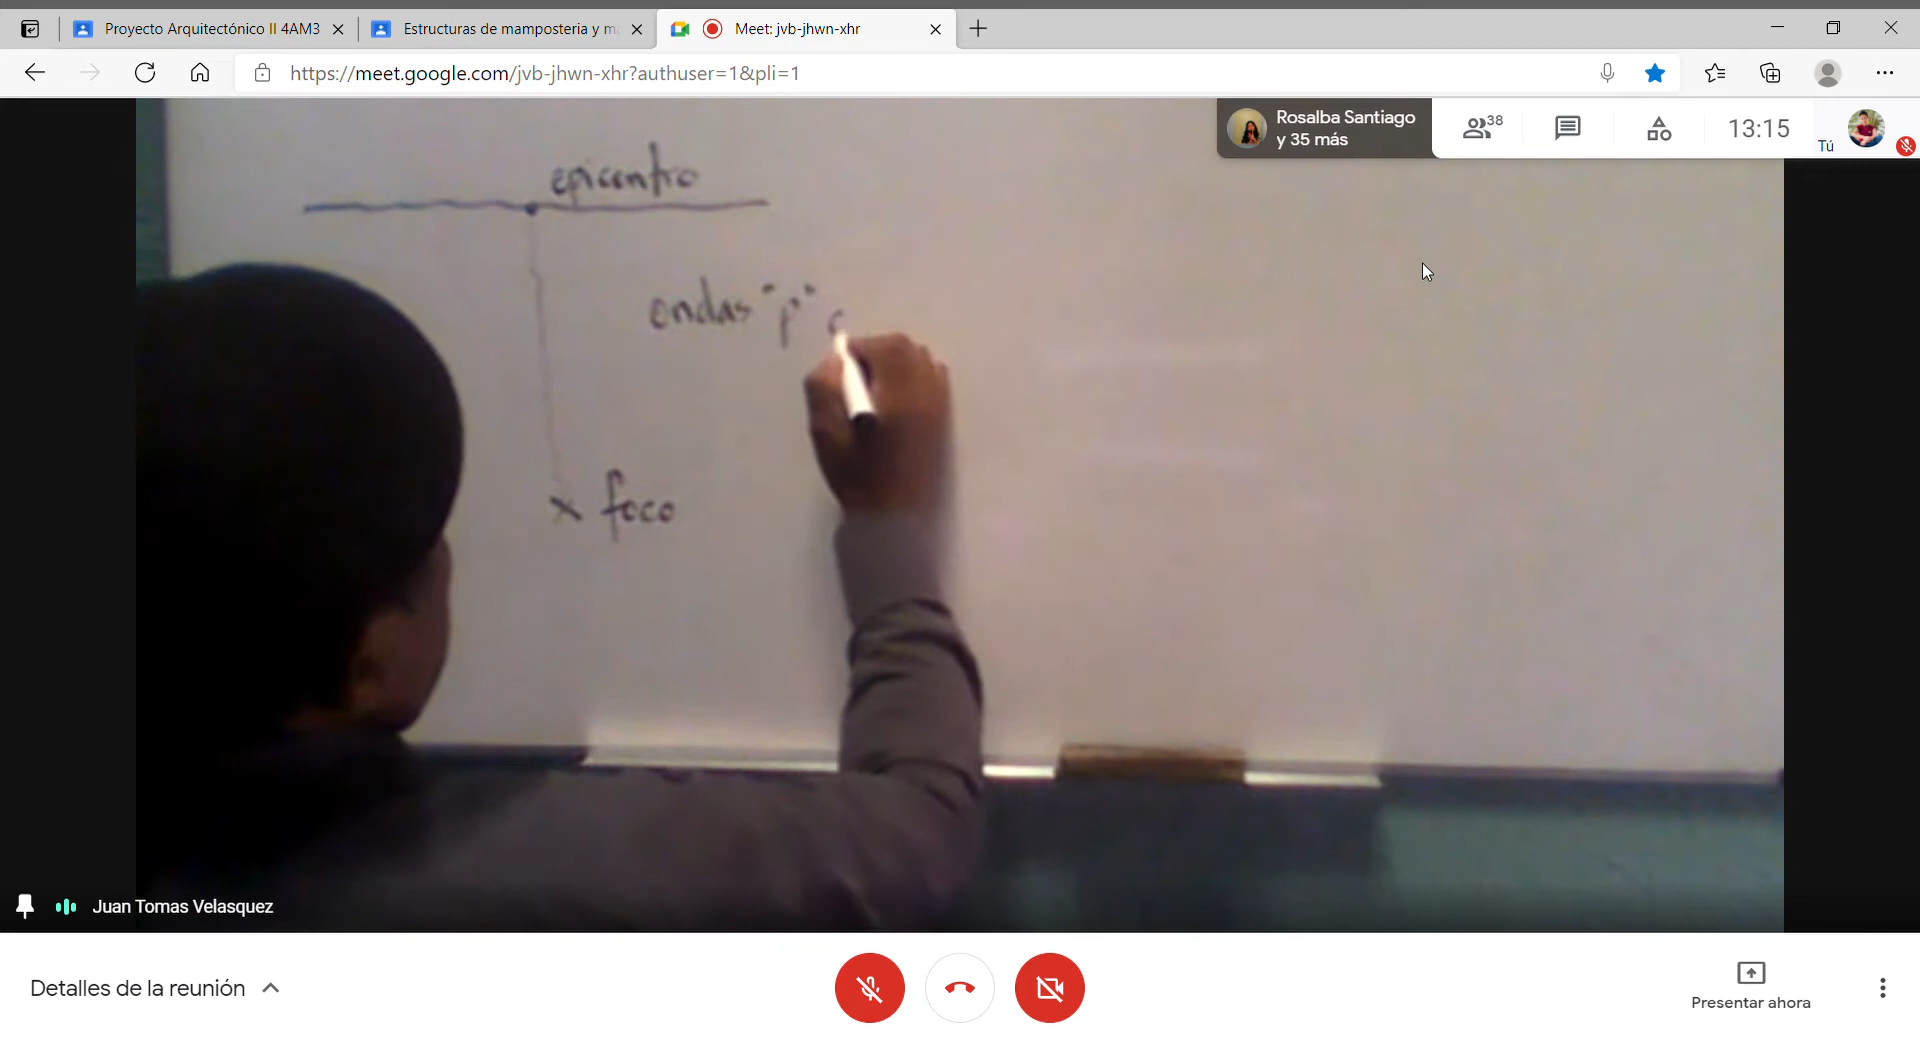 Proyecto Arquitectónico II 4AM3
Estructuras de mamposteria y m
Meet: jvb-jhwn-xhr
https://meet.google.com/jvb-jhwn-xhr?authuser=1&pli=1
Rosalba Santiago
y 35 más
38
13:15
Tú
epicentro
ondas "p"
x foco
Juan Tomas Velasquez
Detalles de la reunión
Presentar ahora